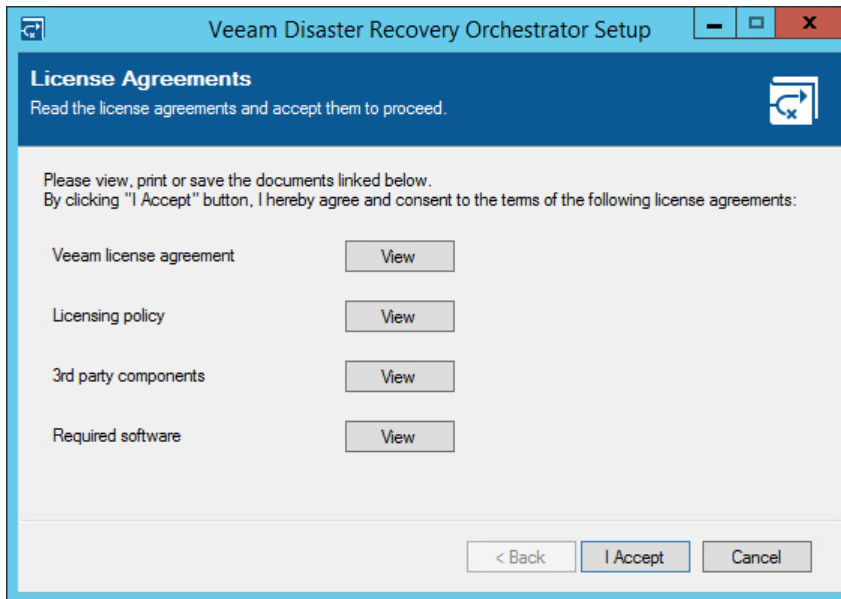 Veeam Disaster Recovery Orchestrator Setup
License Agreements
Read the license agreements and accept them to proceed.
Please view, print or save the documents linked below.
By clicking "I Accept" button, I hereby agree and consent to the terms of the following license agreements:
Veeam license agreement View
Licensing policy View
3rd party components View
Required software View
< Back I Accept Cancel